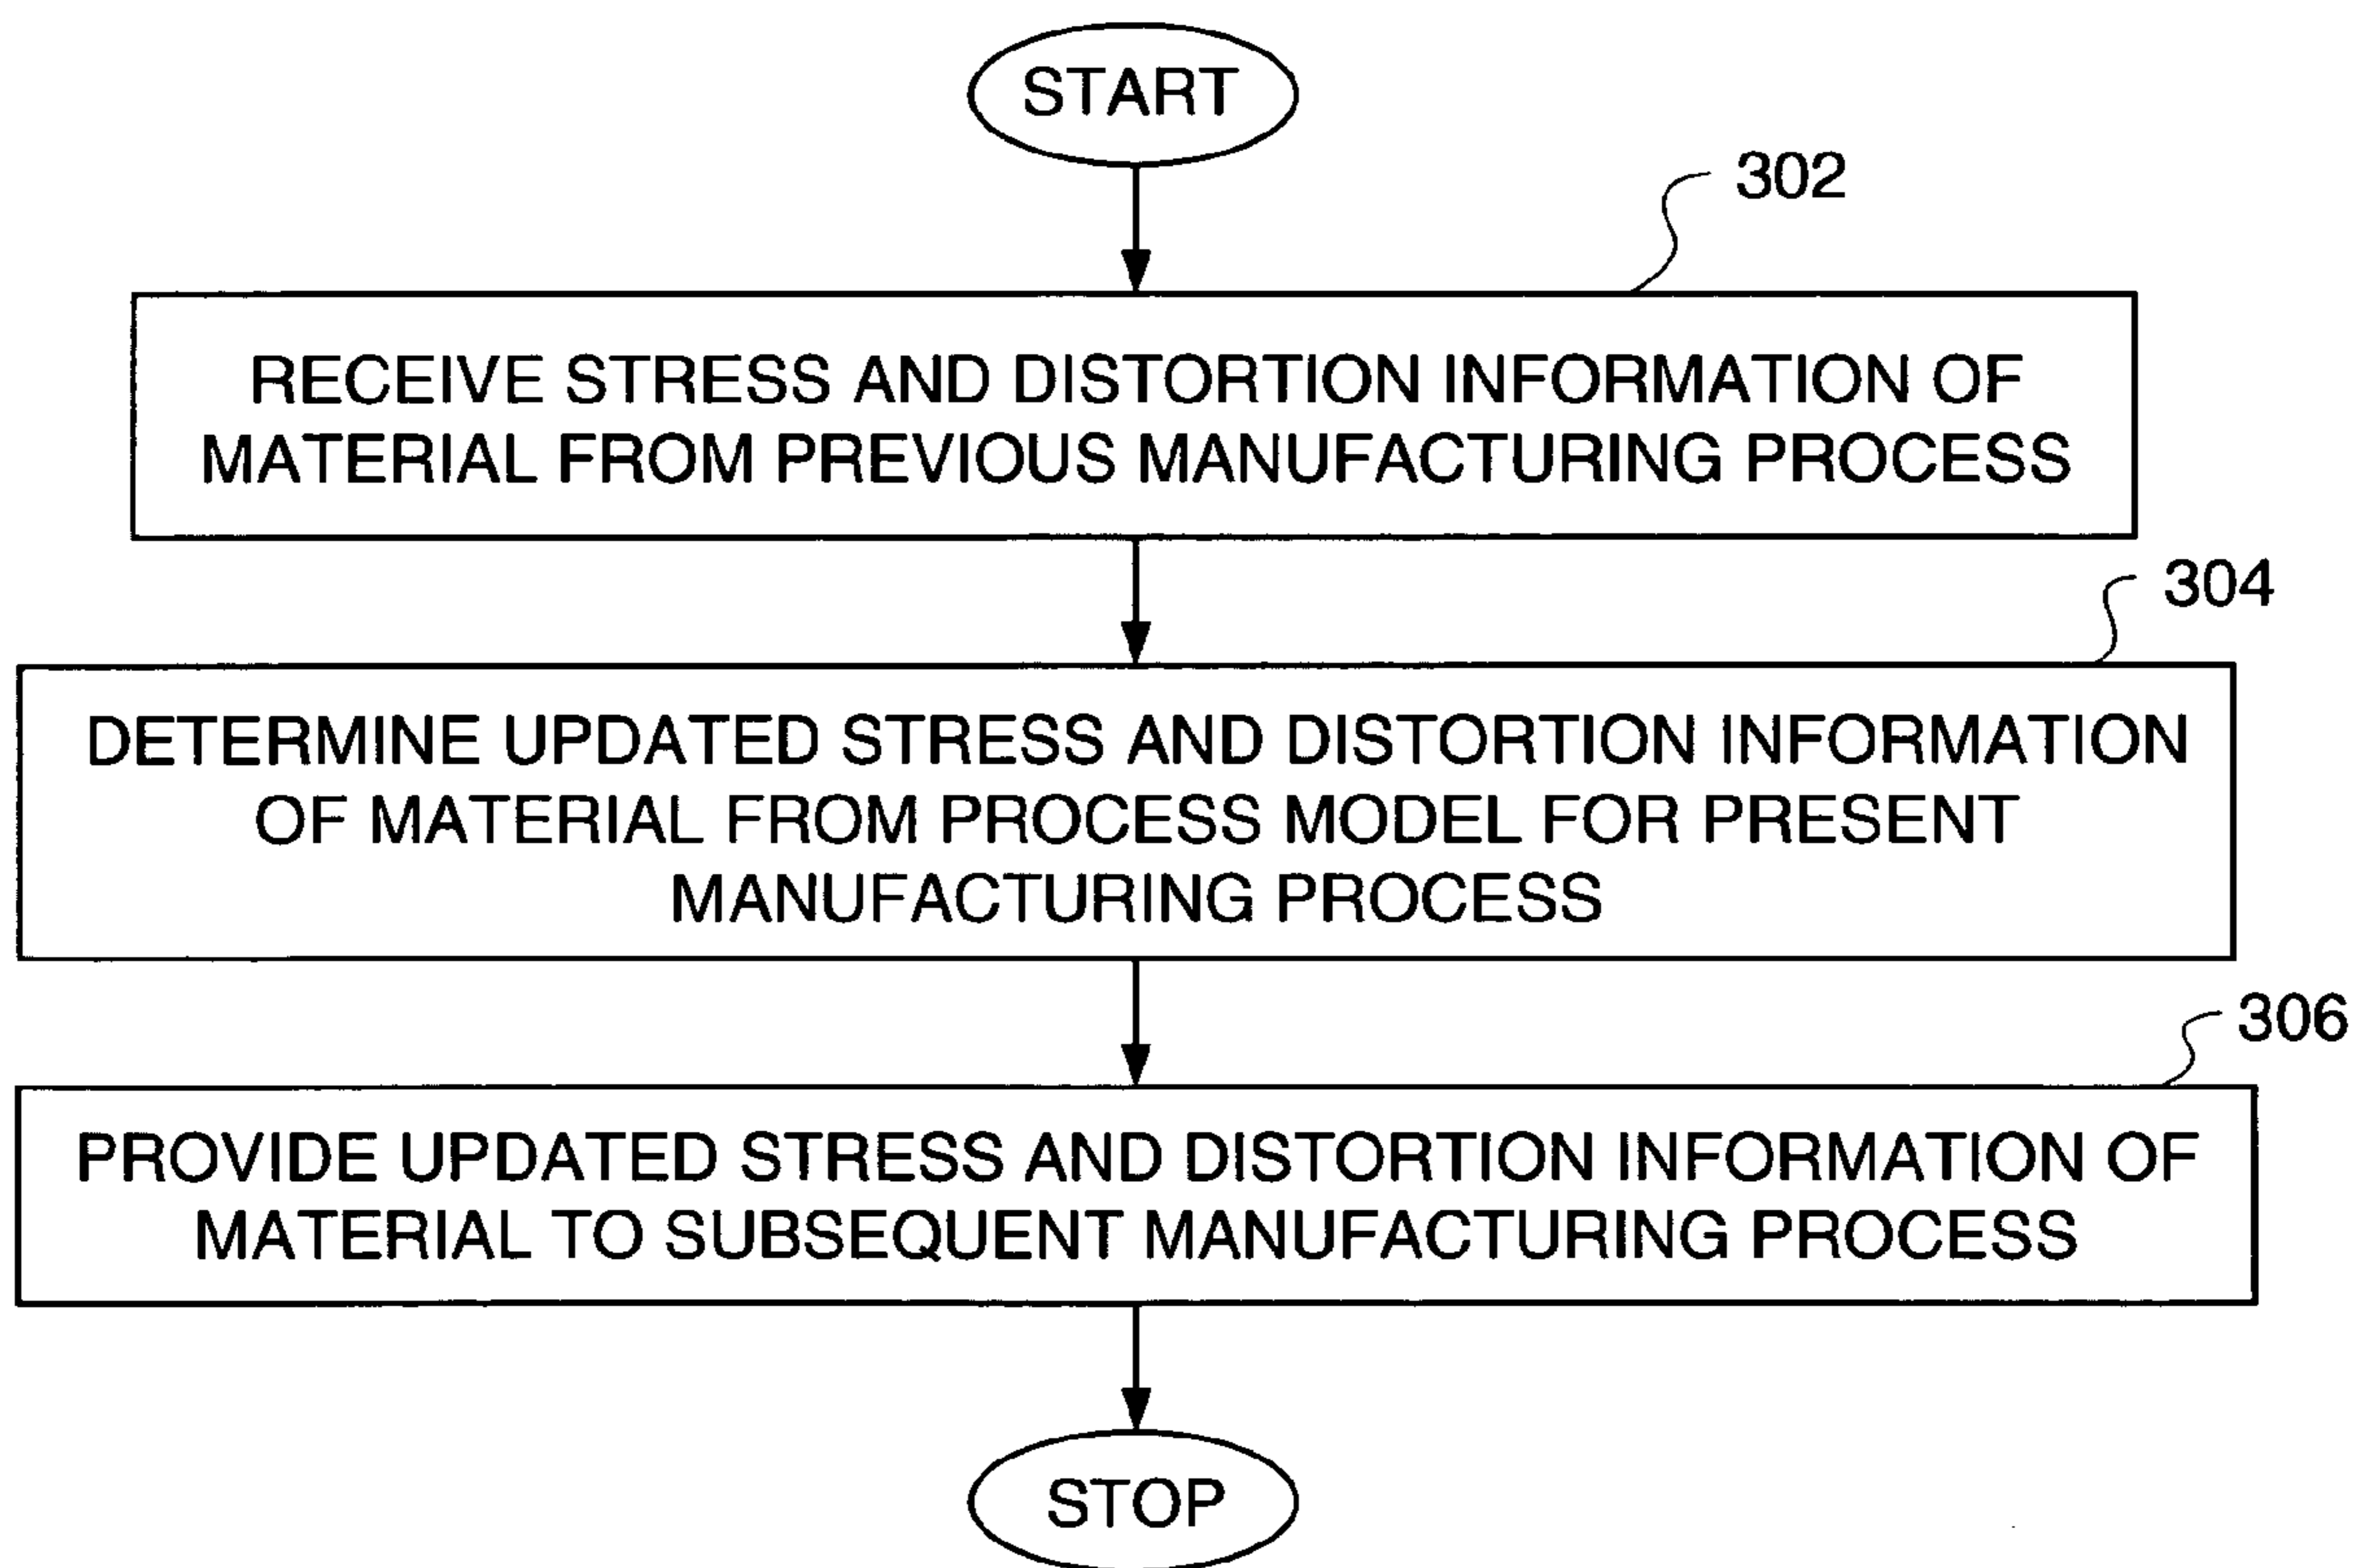 START
302
RECEIVE STRESS AND DISTORTION INFORMATION OF
MATERIAL FROM PREVIOUS MANUFACTURING PROCESS
304
DETERMINE UPDATED STRESS AND DISTORTION INFORMATION
OF MATERIAL FROM PROCESS MODEL FOR PRESENT
MANUFACTURING PROCESS
306
PROVIDE UPDATED STRESS AND DISTORTION INFORMATION OF
MATERIAL TO SUBSEQUENT MANUFACTURING PROCESS
STOP